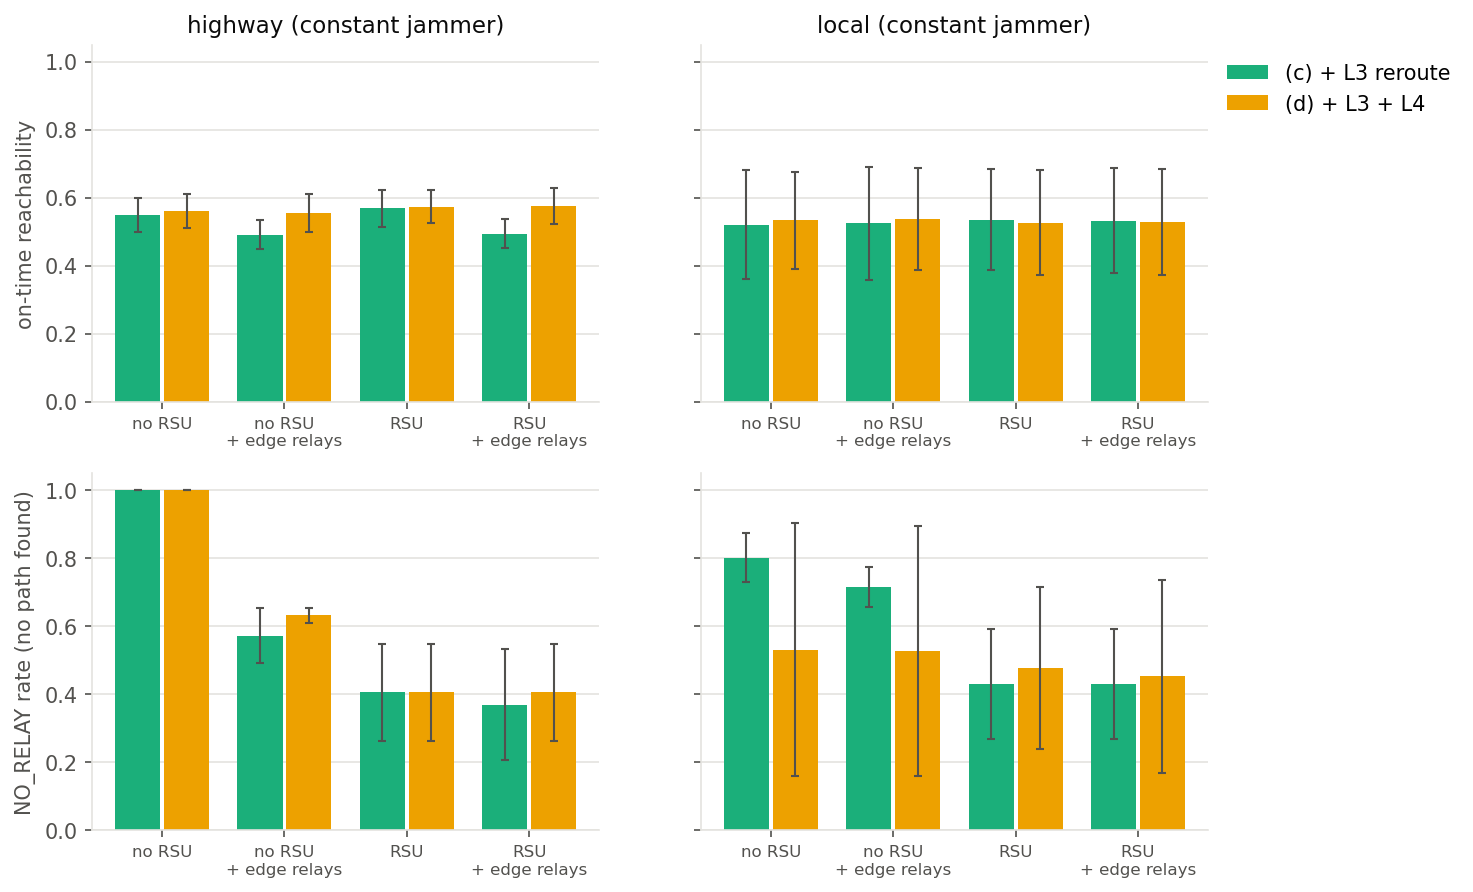 highway (constant jammer)
local (constant jammer)
(c) + L3 reroute
(d) + L3 + L4
on-time reachability
1.0
0.8
0.6
0.4
0.2
0.0
no RSU
no RSU
+ edge relays
RSU
RSU
+ edge relays
no RSU
no RSU
+ edge relays
RSU
RSU
+ edge relays
NO_RELAY rate (no path found)
1.0
0.8
0.6
0.4
0.2
0.0
no RSU
no RSU
+ edge relays
RSU
RSU
+ edge relays
no RSU
no RSU
+ edge relays
RSU
RSU
+ edge relays